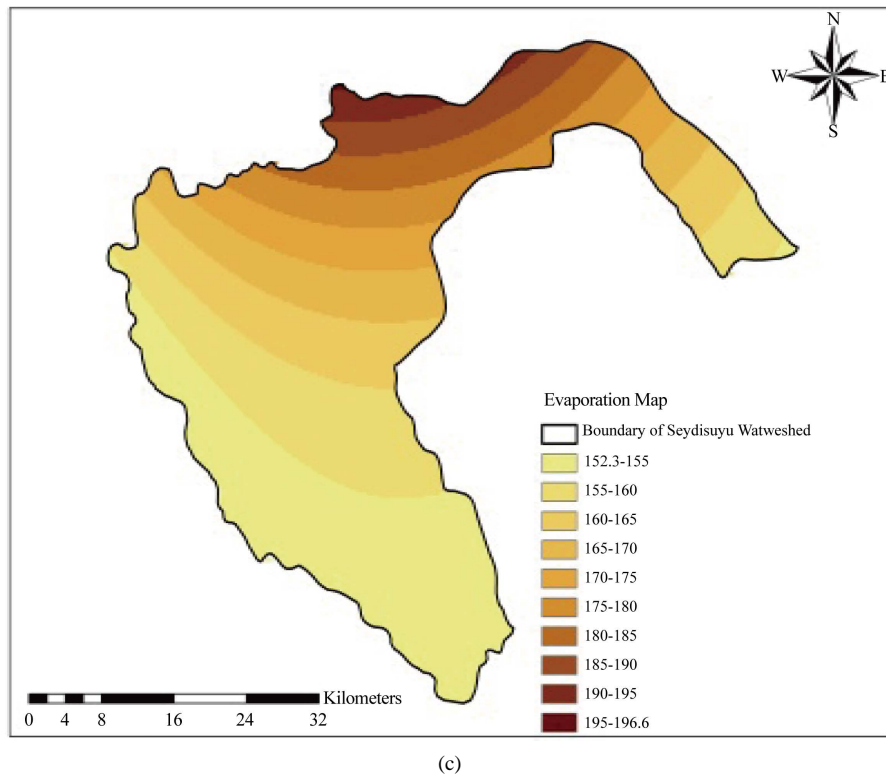 N
W E
S
Evaporation Map
Boundary of Seydisuyu Watweshed
152.3-155
155-160
160-165
165-170
170-175
175-180
180-185
185-190
190-195
195-196.6
Kilometers
0 4 8 16 24 32
(c)